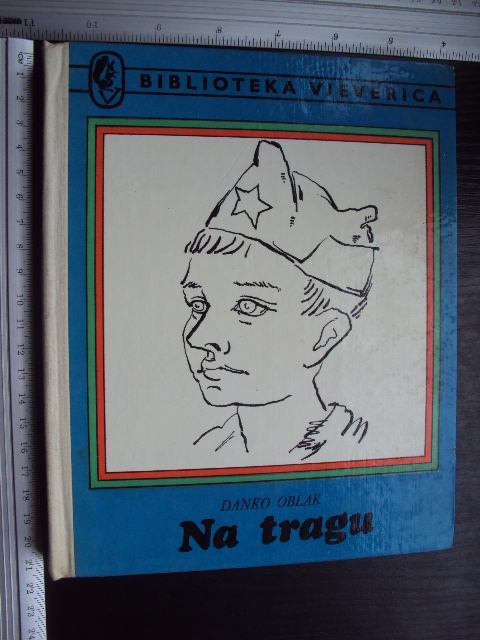 BIBLIOTEKA VJEVERICA
DANKO OBLAK
Na tragu